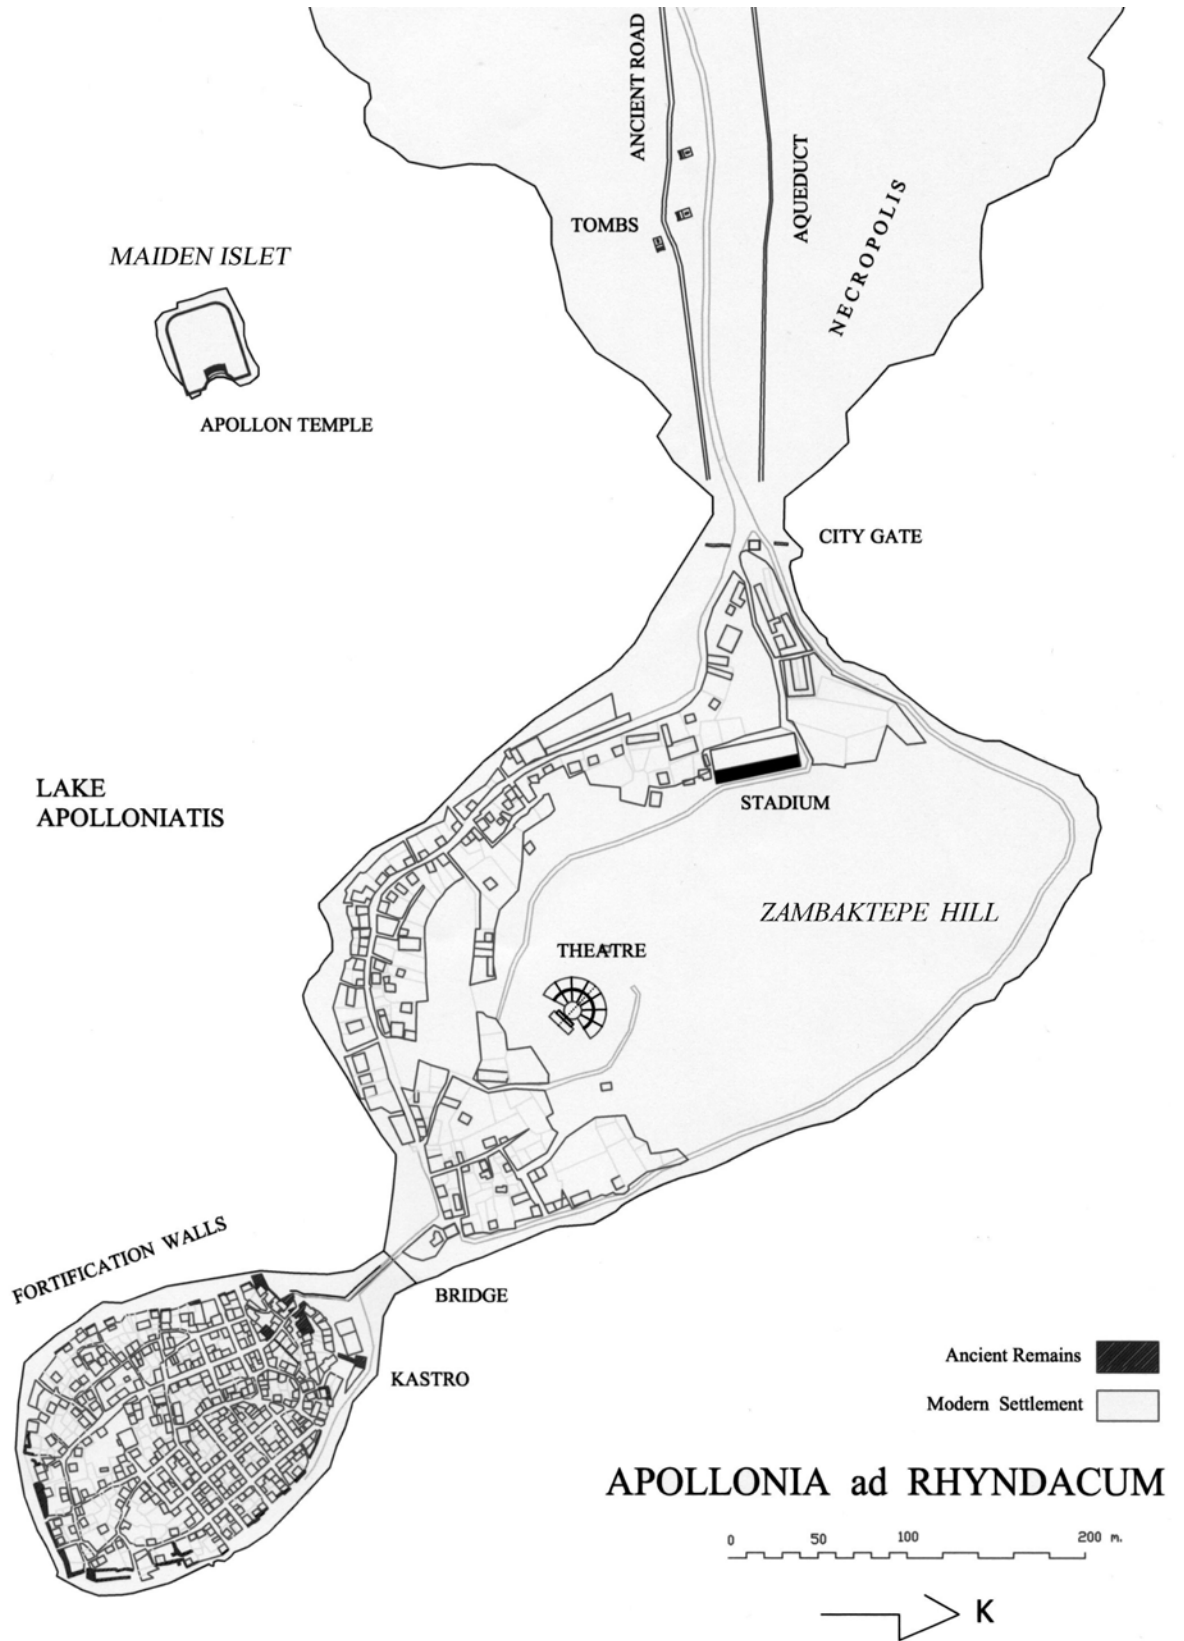 ANCIENT ROAD
AQUEDUCT
NECROPOLIS
TOMBS
MAIDEN ISLET
APOLLON TEMPLE
CITY GATE
LAKE
APOLLONIATIS
STADIUM
ZAMBAKTEPE HILL
THEATRE
FORTIFICATION WALLS
BRIDGE
KASTRO
Ancient Remains
Modern Settlement
APOLLONIA ad RHYNDACUM
0 50 100 200 m.
K